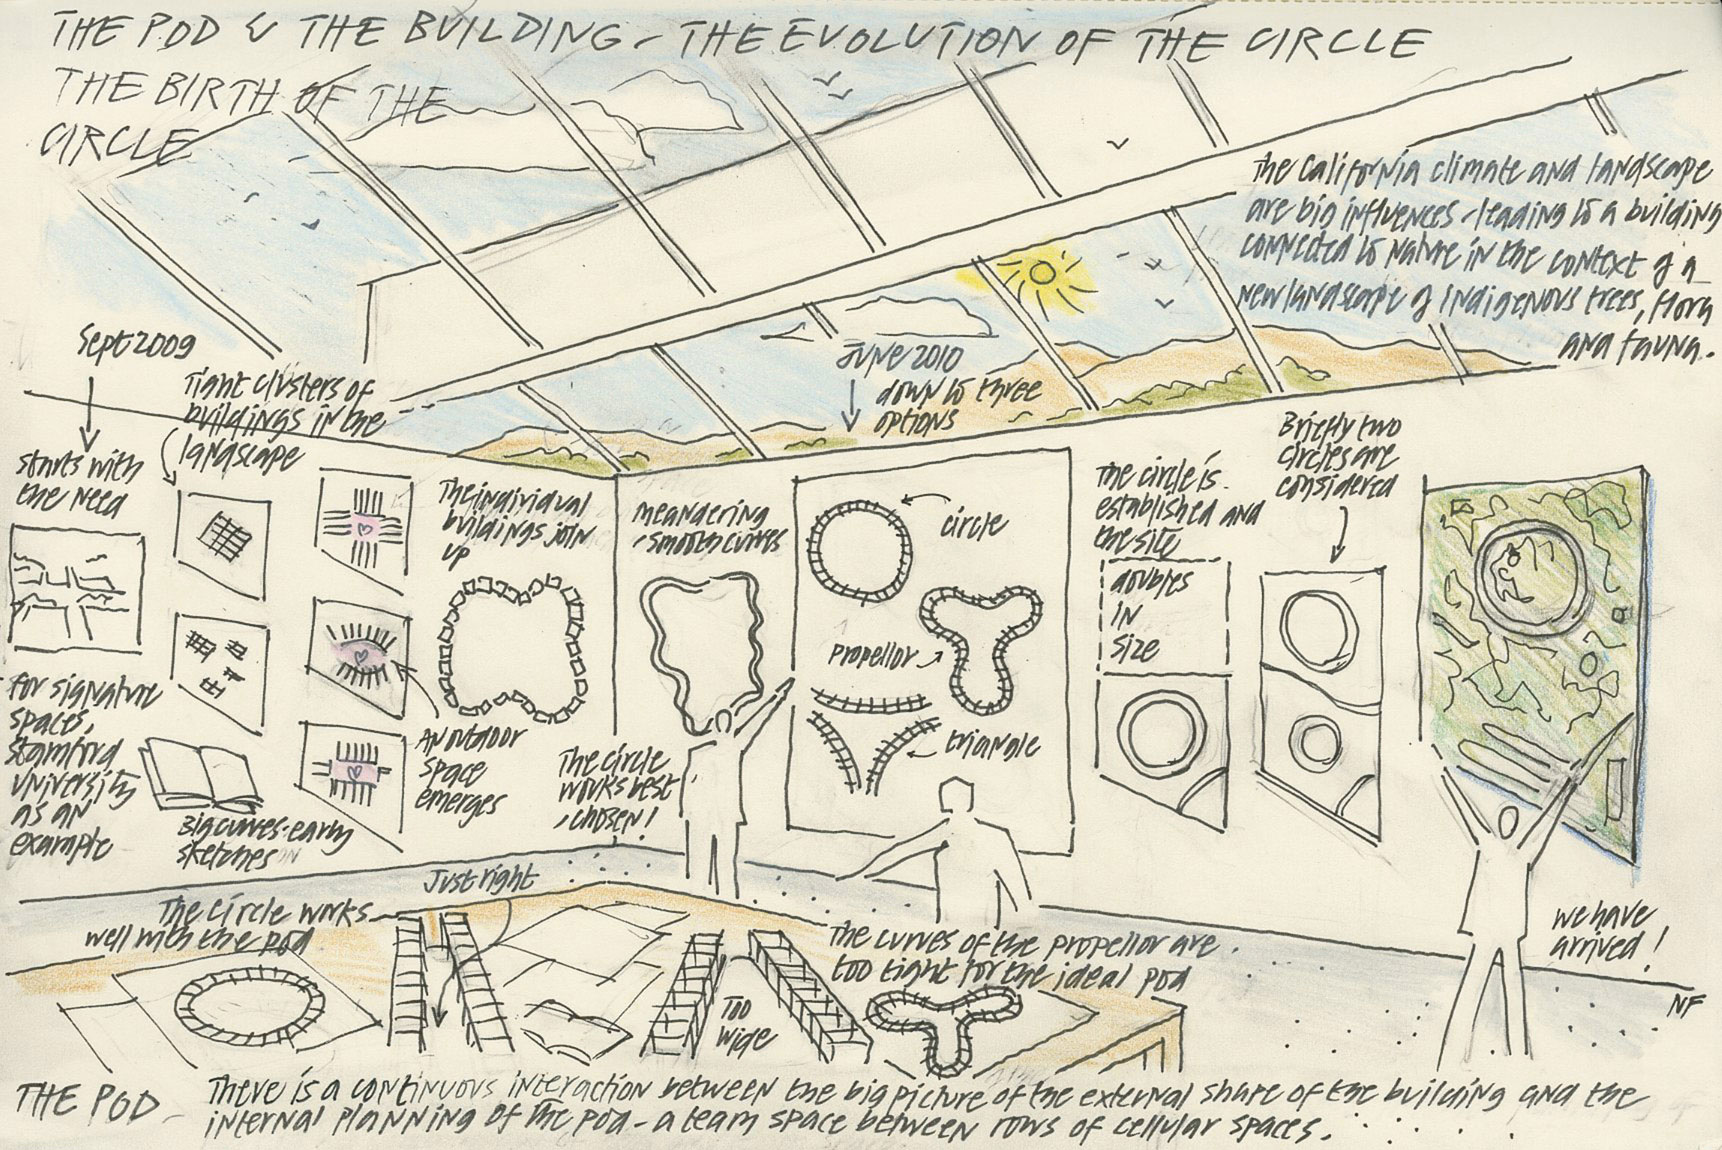 THE POD & THE BUILDING - THE EVOLUTION OF THE CIRCLE
THE BIRTH OF THE
CIRCLE
The California climate and landscape
are big influences - leading to a building
connected to nature in the context of a
new landscape of indigenous trees, flora
and fauna.
Sept 2009
starts with
the need
for signature
spaces,
Stamford
University
as an
example
Tight clusters of
buildings in the
landscape
Big curves - early
sketches
An outdoor
space
emerges
The individual
buildings join
up
meandering
- smooth curves
June 2010
down to three
options
circle
propellor
triangle
The circle
works best
, chosen!
The circle is
established and
the site
doubles
in
size
Briefly two
circles are
considered
we have
arrived!
NF
Just right
The circle works
well with the pod
Too
wide
The curves of the propellor are
too tight for the ideal pod
THE POD - There is a continuous interaction between the big picture of the external shape of the building and the
internal planning of the pod - a team space between rows of cellular spaces.